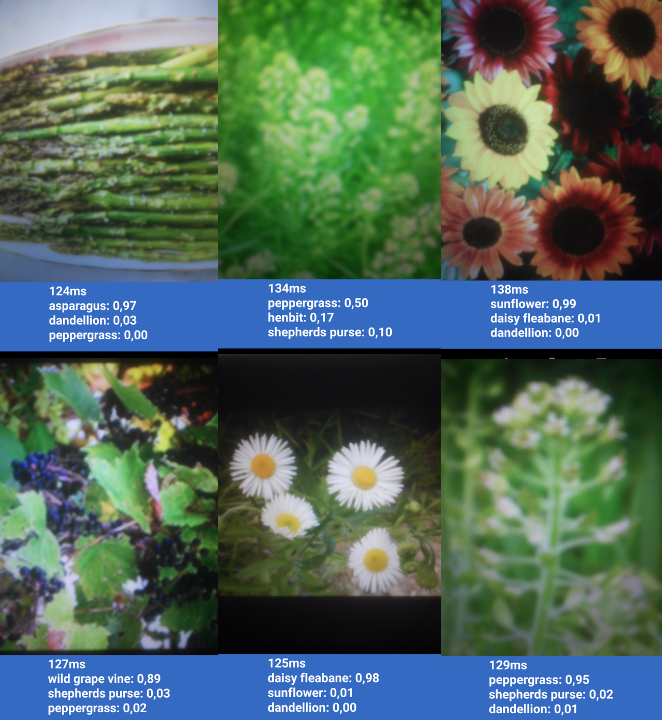 124ms
asparagus: 0,97
dandellion: 0,03
peppergrass: 0,00
134ms
peppergrass: 0,50
henbit: 0,17
shepherds purse: 0,10
138ms
sunflower: 0,99
daisy fleabane: 0,01
dandellion: 0,00
127ms
wild grape vine: 0,89
shepherds purse: 0,03
peppergrass: 0,02
125ms
daisy fleabane: 0,98
sunflower: 0,01
dandellion: 0,00
129ms
peppergrass: 0,95
shepherds purse: 0,02
dandellion: 0,01